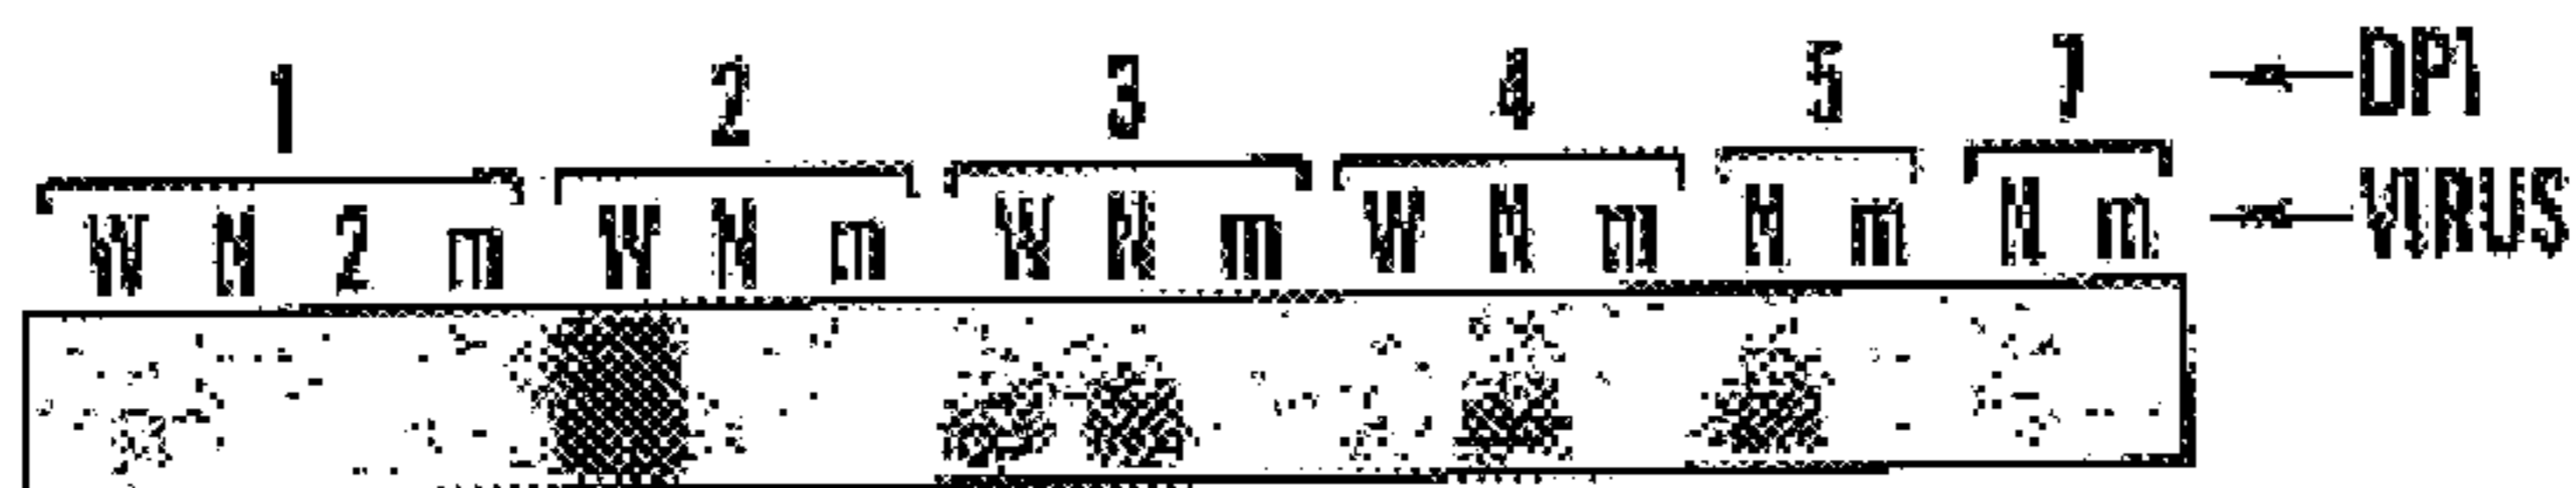 1 2 3 4 5 7 DPI
W N 2 m W N m W N m W N m N m N m VIRUS